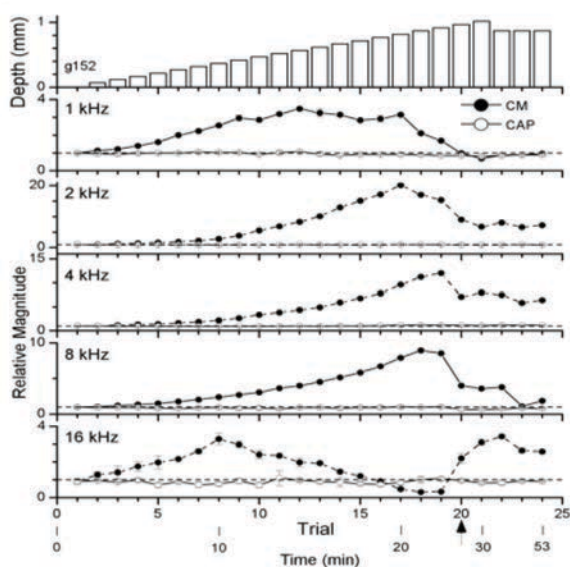 Depth (mm)
1
0
g152
4
1 kHz
CM
CAP
0
20
2 kHz
0
15
4 kHz
0
Relative Magnitude
10
8 kHz
0
4
16 kHz
0
0 5 10 15 20 25
Trial
0 10 20 30 53
Time (min)